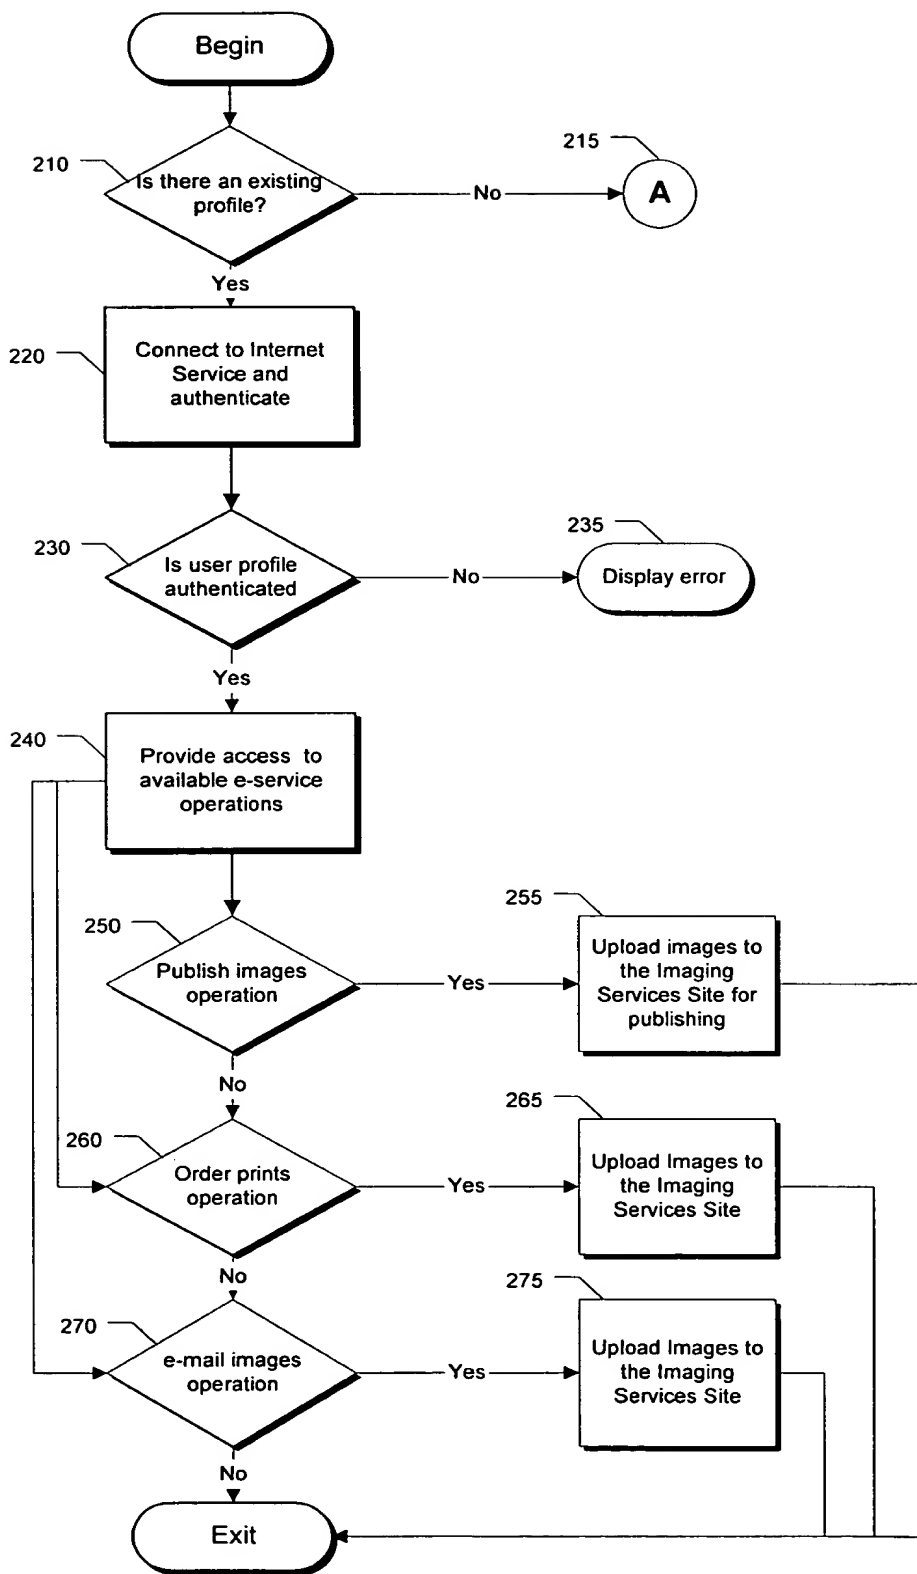 Begin
210
Is there an existing
profile?
No
215
A
Yes
220
Connect to Internet
Service and
authenticate
230
Is user profile
authenticated
No
235
Display error
Yes
240
Provide access to
available e-service
operations
250
Publish images
operation
Yes
255
Upload images to
the Imaging
Services Site for
publishing
No
260
Order prints
operation
Yes
265
Upload Images to
the Imaging
Services Site
No
270
e-mail images
operation
Yes
275
Upload Images to
the Imaging
Services Site
No
Exit